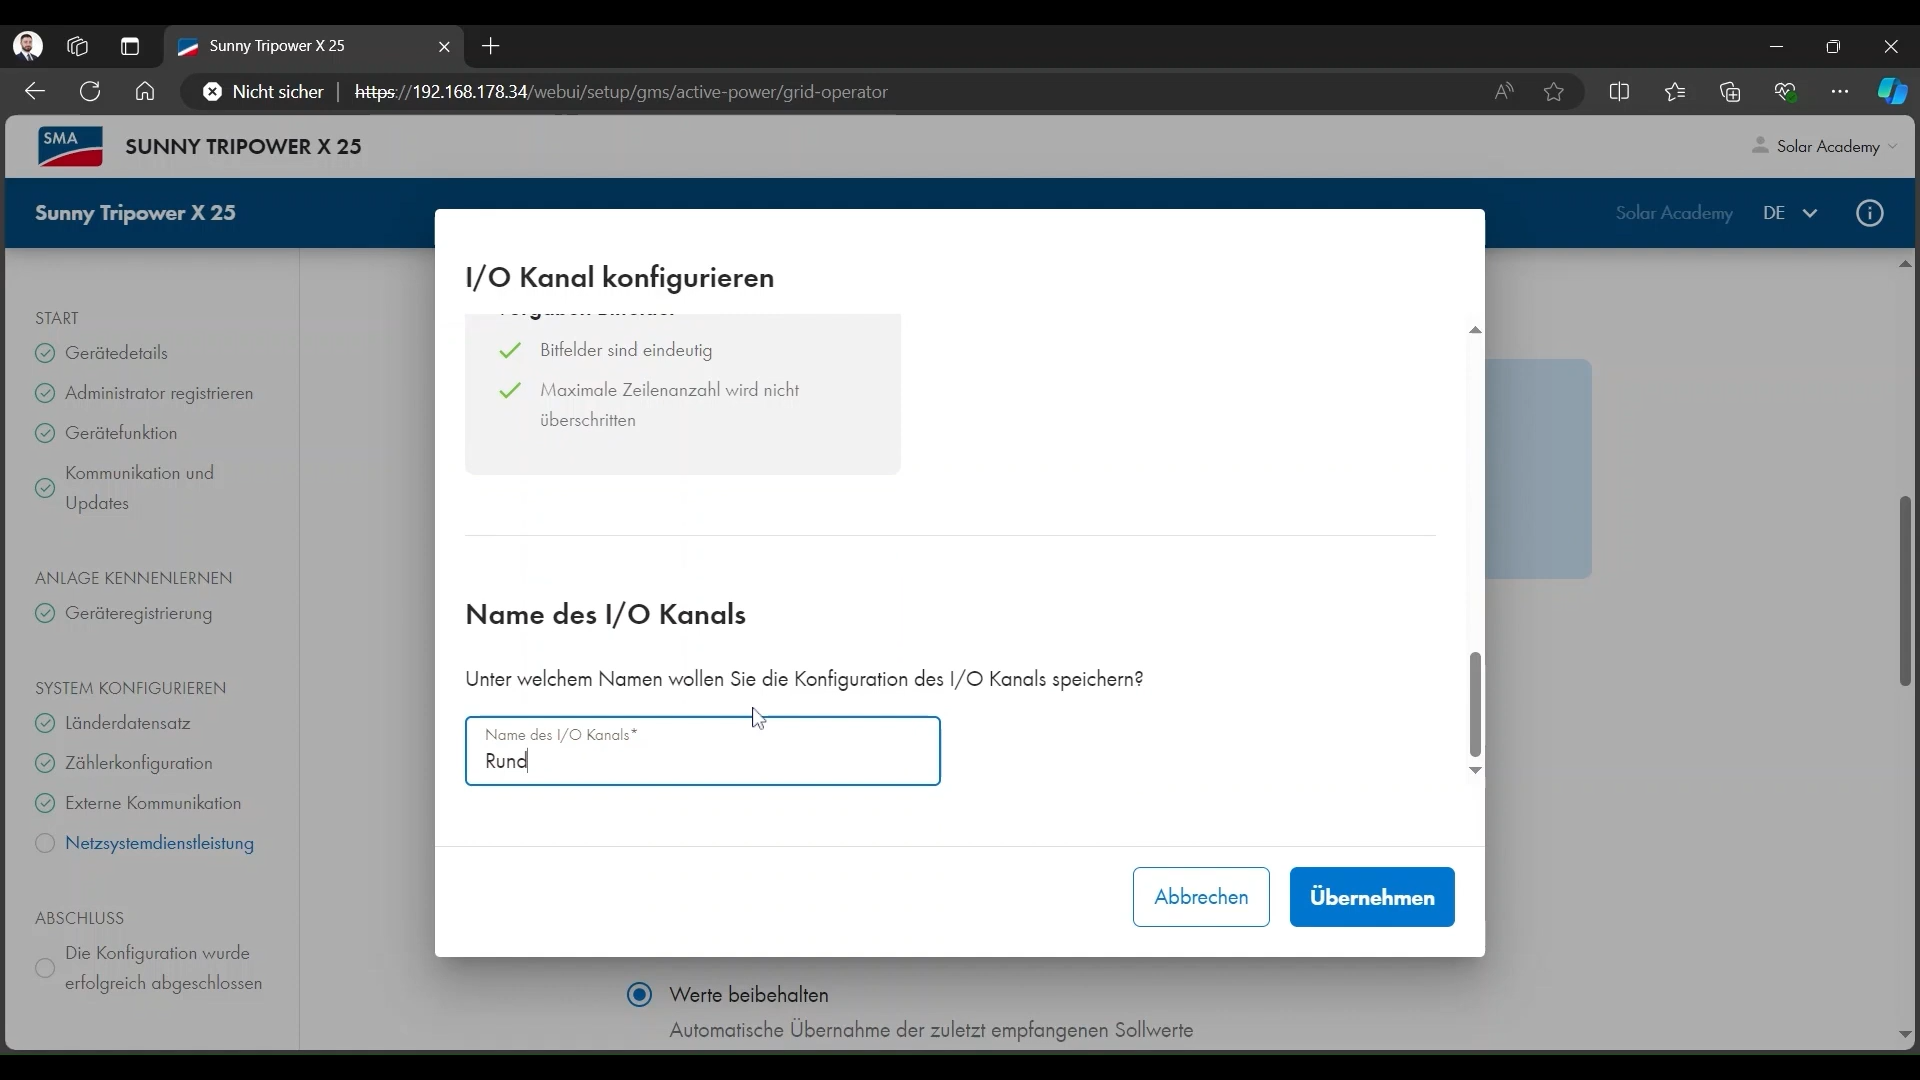 Sunny Tripower X 25
Nicht sicher
https://192.168.178.34/webui/setup/gms/active-power/grid-operator
SMA
SUNNY TRIPOWER X 25
Solar Academy
Sunny Tripower X 25
Solar Academy
DE
START
Gerätedetails
Administrator registrieren
Gerätefunktion
Kommunikation und
Updates
ANLAGE KENNENLERNEN
Geräteregistrierung
SYSTEM KONFIGURIEREN
Länderdatensatz
Zählerkonfiguration
Externe Kommunikation
Netzsystemdienstleistung
ABSCHLUSS
Die Konfiguration wurde
erfolgreich abgeschlossen
I/O Kanal konfigurieren
Bitfelder sind eindeutig
Maximale Zeilenanzahl wird nicht
überschritten
Name des I/O Kanals
Unter welchem Namen wollen Sie die Konfiguration des I/O Kanals speichern?
Name des I/O Kanals*
Rund
Abbrechen
Übernehmen
Werte beibehalten
Automatische Übernahme der zuletzt empfangenen Sollwerte